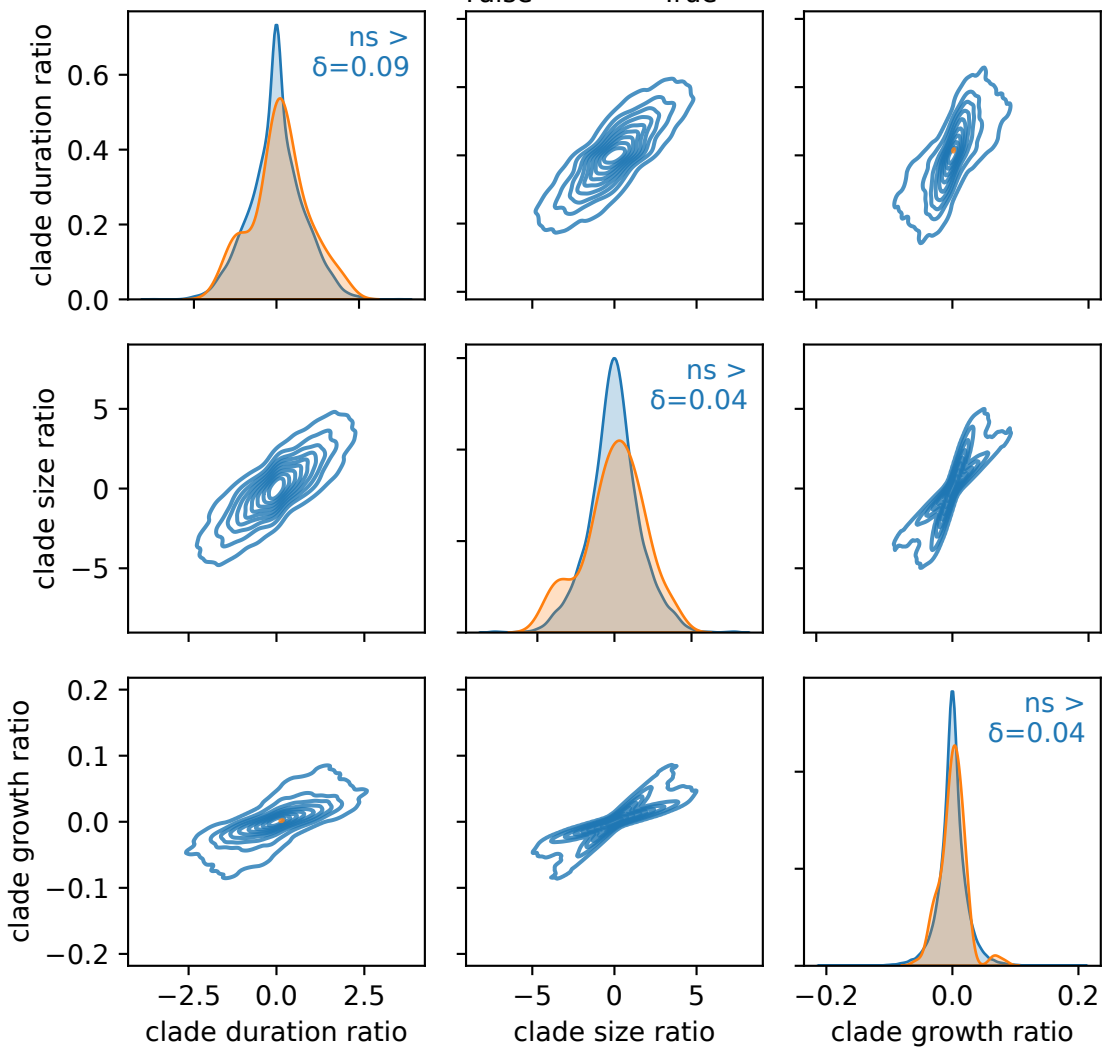 clade duration ratio
0.6
0.4
0.2
0.0
ns >
δ=0.09
clade size ratio
5
0
−5
ns >
δ=0.04
clade growth ratio
0.2
0.1
0.0
−0.1
−0.2
ns >
δ=0.04
−2.5 0.0 2.5
clade duration ratio
−5 0 5
clade size ratio
−0.2 0.0 0.2
clade growth ratio